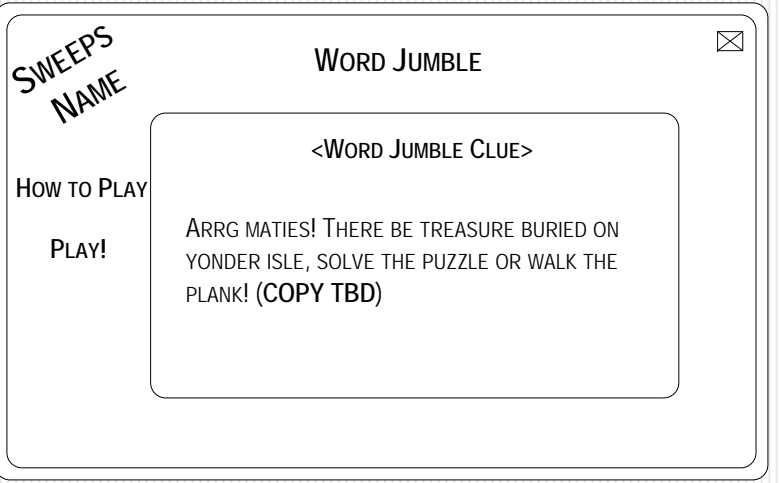 Sweeps
Name
Word Jumble
<Word Jumble Clue>
How to Play
Play!
Arrg maties! There be treasure buried on
yonder isle, solve the puzzle or walk the
plank! (COPY TBD)